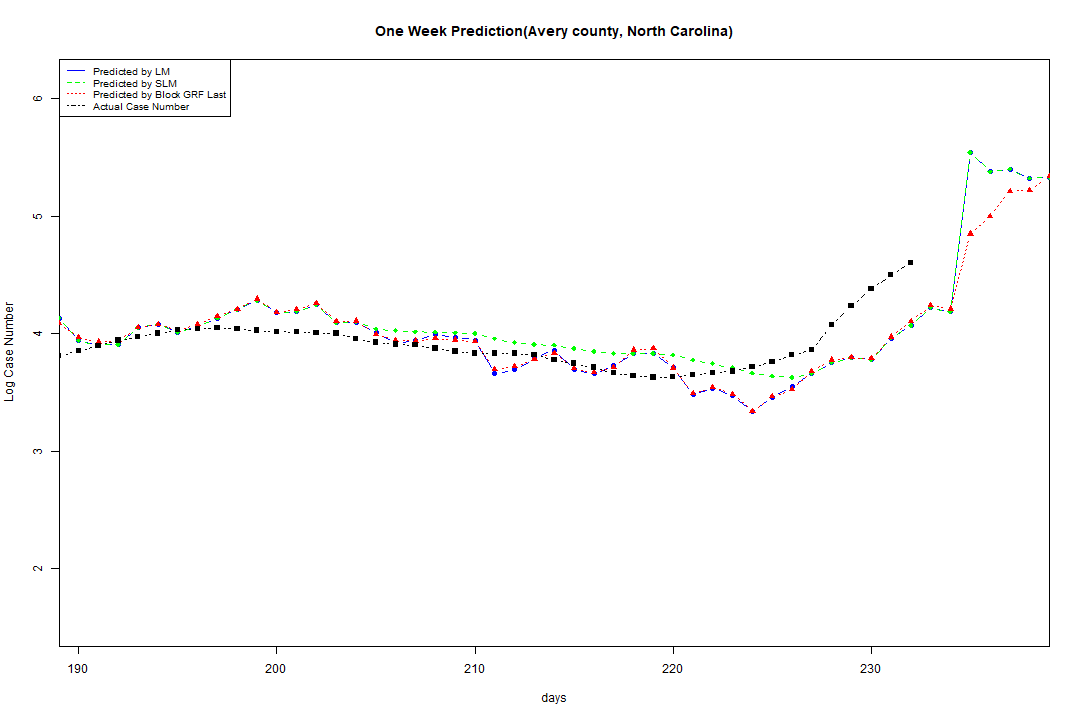 One Week Prediction(Avery county, North Carolina)
Predicted by LM
Predicted by SLM
Predicted by Block GRF Last
Actual Case Number
6
5
4
3
2
Log Case Number
190 200 210 220 230
days